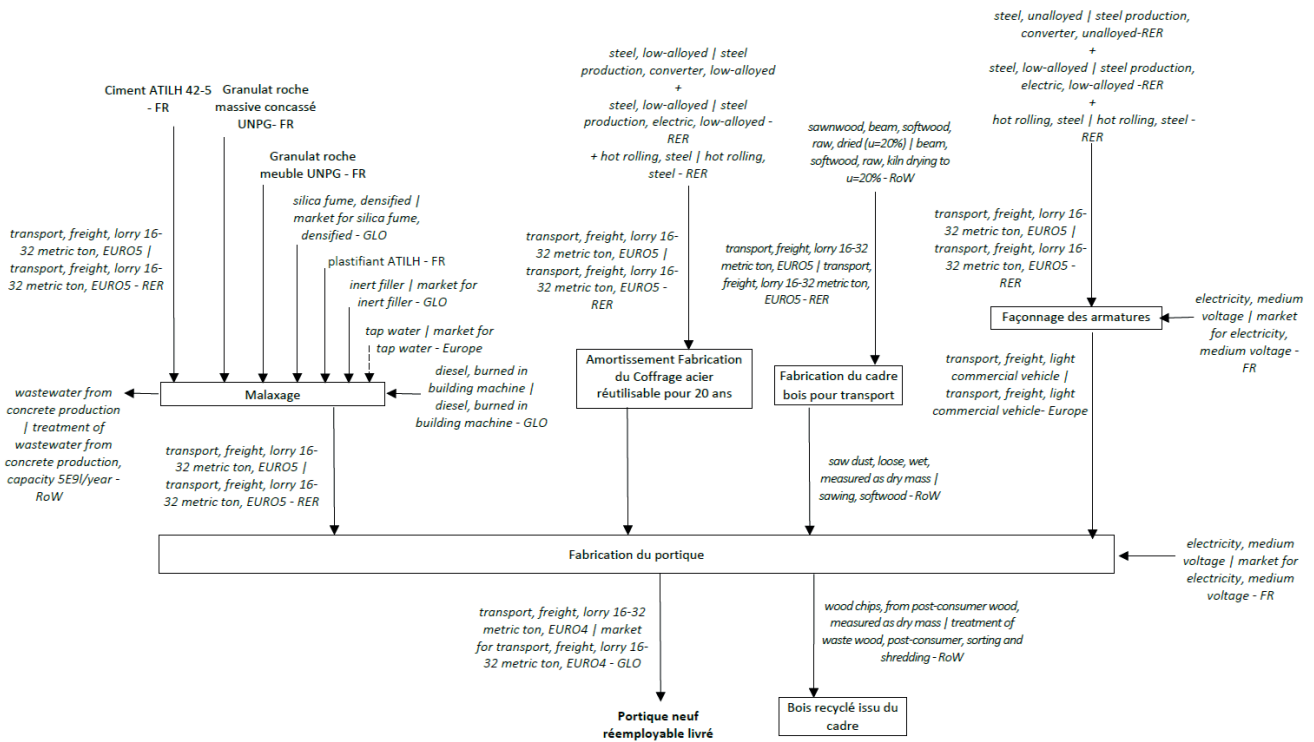 steel, unalloyed | steel production,
converter, unalloyed-RER
+
steel, low-alloyed | steel production,
electric, low-alloyed -RER
+
hot rolling, steel | hot rolling, steel -
RER
steel, low-alloyed | steel
production, converter, low-alloyed
+
steel, low-alloyed | steel
production, electric, low-alloyed -
RER
+ hot rolling, steel | hot rolling,
steel - RER
Ciment ATILH 42-5
- FR
Granulat roche
massive concassé
UNPG- FR
Granulat roche
meuble UNPG - FR
sawnwood, beam, softwood,
raw, dried (u=20%) | beam,
softwood, raw, kiln drying to
u=20% - RoW
silica fume, densified |
market for silica fume,
densified - GLO
plastifiant ATILH - FR
inert filler | market for
inert filler - GLO
tap water | market for
tap water - Europe
transport, freight, lorry 16-
32 metric ton, EURO5 |
transport, freight, lorry 16-
32 metric ton, EURO5 - RER
transport, freight, lorry 16-
32 metric ton, EURO5 |
transport, freight, lorry 16-
32 metric ton, EURO5 -
RER
transport, freight, lorry 16-32
metric ton, EURO5 | transport,
freight, lorry 16-32 metric ton,
EURO5 - RER
transport, freight, lorry 16-
32 metric ton, EURO5 |
transport, freight, lorry 16-
32 metric ton, EURO5 -
RER
Façonnage des armatures
electricity, medium
voltage | market
for electricity,
medium voltage -
FR
diesel, burned in
building machine |
diesel, burned in
building machine - GLO
Malaxage
Amortissement Fabrication
du Coffrage acier
réutilisable pour 20 ans
Fabrication du cadre
bois pour transport
transport, freight, light
commercial vehicle |
transport, freight, light
commercial vehicle- Europe
wastewater from
concrete production
| treatment of
wastewater from
concrete production,
capacity 5E9l/year -
RoW
transport, freight, lorry 16-
32 metric ton, EURO5 |
transport, freight, lorry 16-
32 metric ton, EURO5 - RER
saw dust, loose, wet,
measured as dry mass |
sawing, softwood - RoW
Fabrication du portique
electricity, medium
voltage | market for
electricity, medium
voltage - FR
transport, freight, lorry 16-32
metric ton, EURO4 | market
for transport, freight, lorry 16-
32 metric ton, EURO4 - GLO
wood chips, from post-consumer wood,
measured as dry mass | treatment of
waste wood, post-consumer, sorting and
shredding - RoW
Portique neuf
réemployable livré
Bois recyclé issu du
cadre